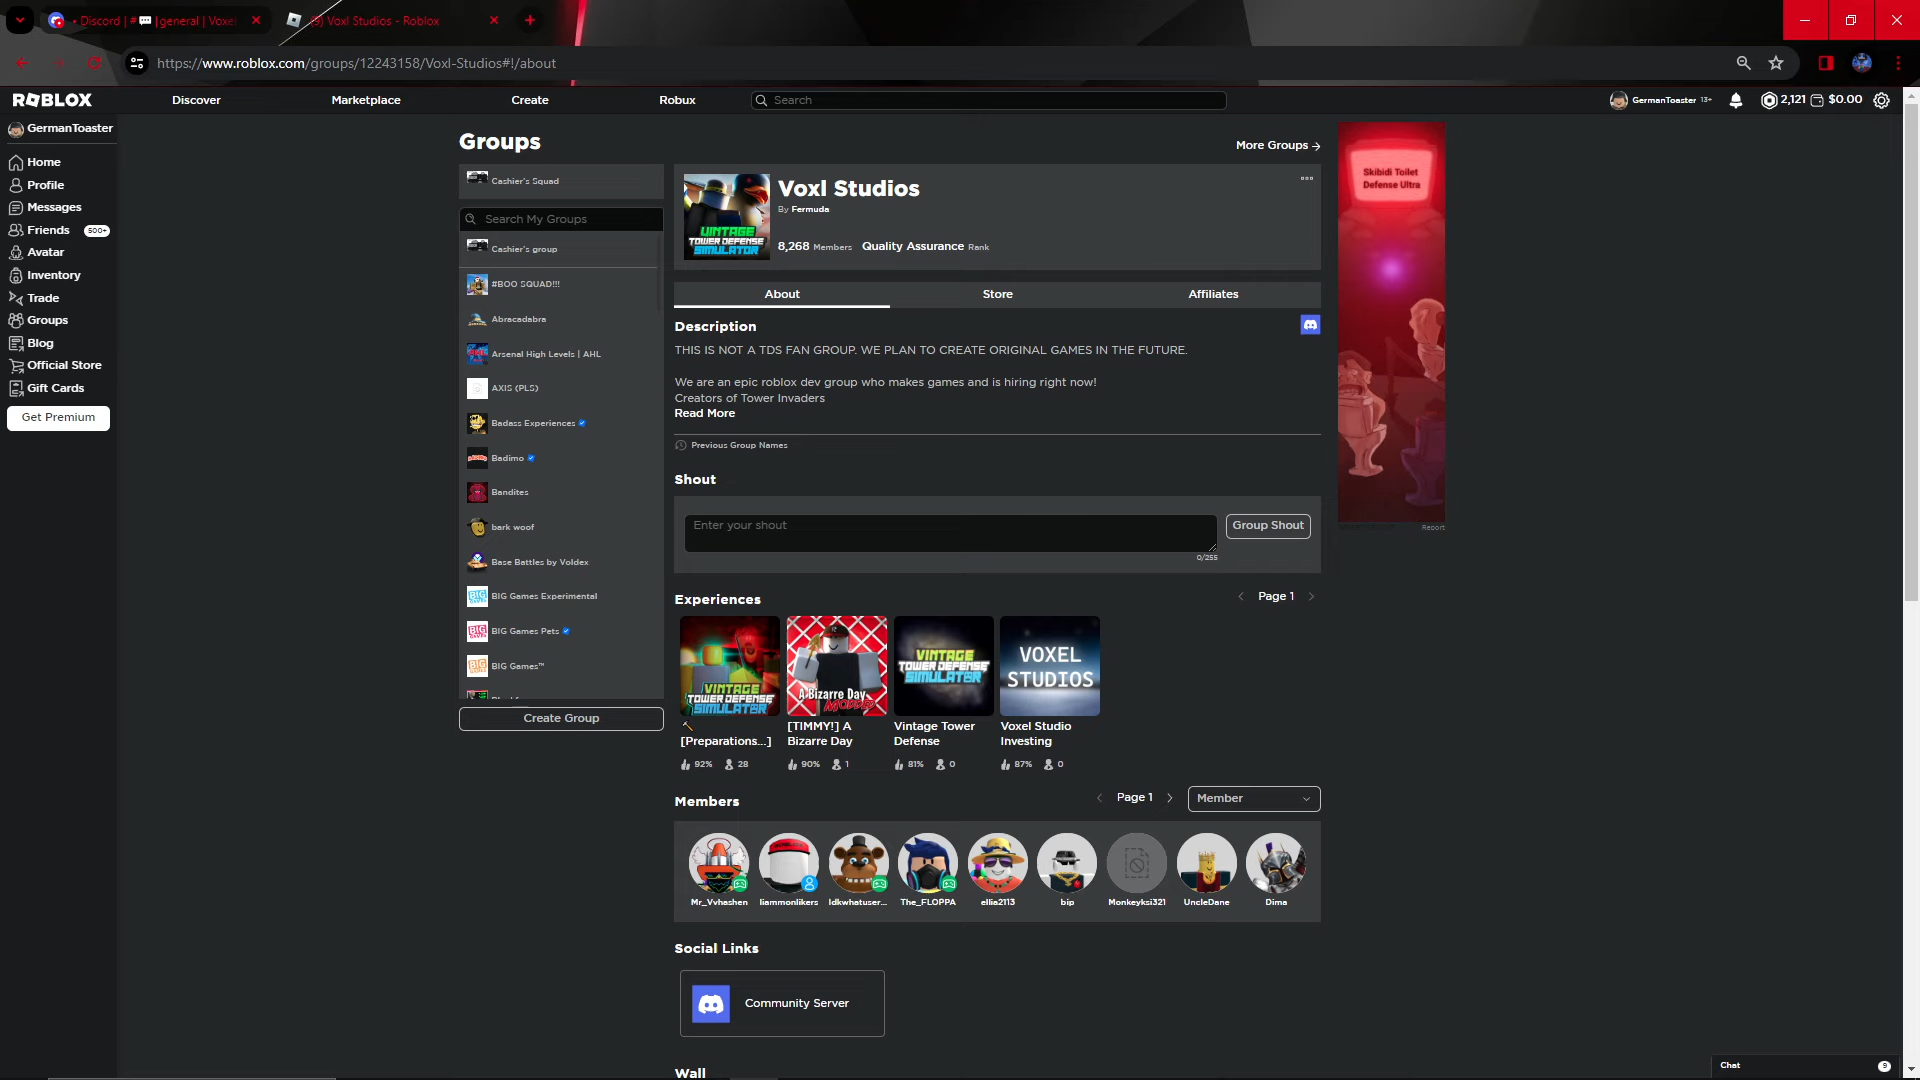 • Discord | #💬|general | Voxel
(9) Voxl Studios - Roblox
https://www.roblox.com/groups/12243158/Voxl-Studios#!/about
ROBLOX
Discover
Marketplace
Create
Robux
Search
GermanToaster 13+
2,121
$0.00
GermanToaster
Home
Profile
Messages
Friends 500+
Avatar
Inventory
Trade
Groups
Blog
Official Store
Gift Cards
Get Premium
Groups
More Groups →
Cashier's Squad
Search My Groups
Cashier's group
#BOO SQUAD!!!
Abracadabra
Arsenal High Levels | AHL
AXIS (PLS)
Badass Experiences
Badimo
Bandites
bark woof
Base Battles by Voldex
BIG Games Experimental
BIG Games Pets
BIG Games™
Create Group
VINTAGE
TOWER DEFENSE
SIMULATOR
Voxl Studios
By Fermuda
8,268 Members Quality Assurance Rank
About
Store
Affiliates
Description
THIS IS NOT A TDS FAN GROUP. WE PLAN TO CREATE ORIGINAL GAMES IN THE FUTURE.
We are an epic roblox dev group who makes games and is hiring right now!
Creators of Tower Invaders
Read More
Previous Group Names
Shout
Enter your shout
Group Shout
0/255
Experiences
Page 1
VINTAGE
TOWER DEFENSE
SIMULATOR
A Bizarre Day
MODDED
VINTAGE
TOWER DEFENSE
SIMULATOR
VOXEL
STUDIOS
🔨
[Preparations...]
92% 28
[TIMMY!] A
Bizarre Day
90% 1
Vintage Tower
Defense
81% 0
Voxel Studio
Investing
87% 0
Members
Page 1
Member
Mr_Vvhashen
liammonlikers
Idkwhatuser...
The_FLOPPA
ellia2113
bip
Monkeyksi321
UncleDane
Dima
Social Links
Community Server
Wall
Skibidi Toilet
Defense Ultra
Report
Chat
9